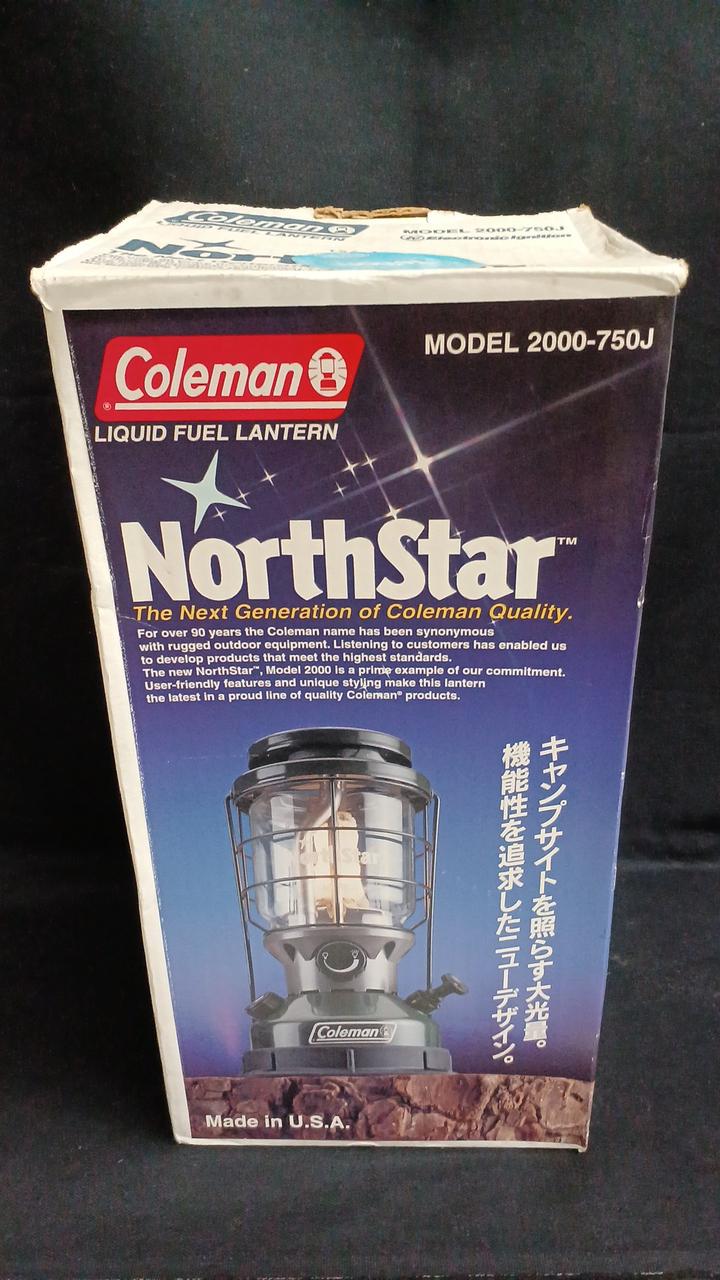 Coleman
LIQUID FUEL LANTERN
MODEL 2000-750J
Electronic Ignition
Nort
MODEL 2000-750J
Coleman
®
LIQUID FUEL LANTERN
NorthStar™
The Next Generation of Coleman Quality.
For over 90 years the Coleman name has been synonymous
with rugged outdoor equipment. Listening to customers has enabled us
to develop products that meet the highest standards.
The new NorthStar™, Model 2000 is a prime example of our commitment.
User-friendly features and unique styling make this lantern
the latest in a proud line of quality Coleman® products.
キャンプサイトを照らす大光量。
機能性を追求したニューデザイン。
NorthStar
Coleman
Made in U.S.A.